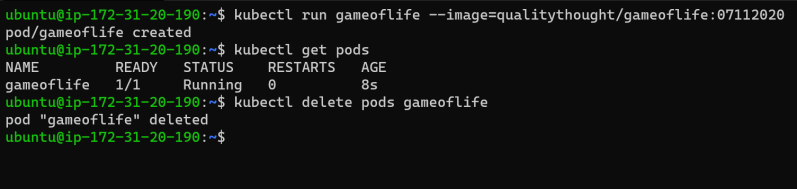 ubuntu@ip-172-31-20-190:~$ kubectl run gameoflife --image=qualitythought/gameoflife:07112020
pod/gameoflife created
ubuntu@ip-172-31-20-190:~$ kubectl get pods
NAME         READY   STATUS    RESTARTS   AGE
gameoflife   1/1     Running   0          8s
ubuntu@ip-172-31-20-190:~$ kubectl delete pods gameoflife
pod "gameoflife" deleted
ubuntu@ip-172-31-20-190:~$